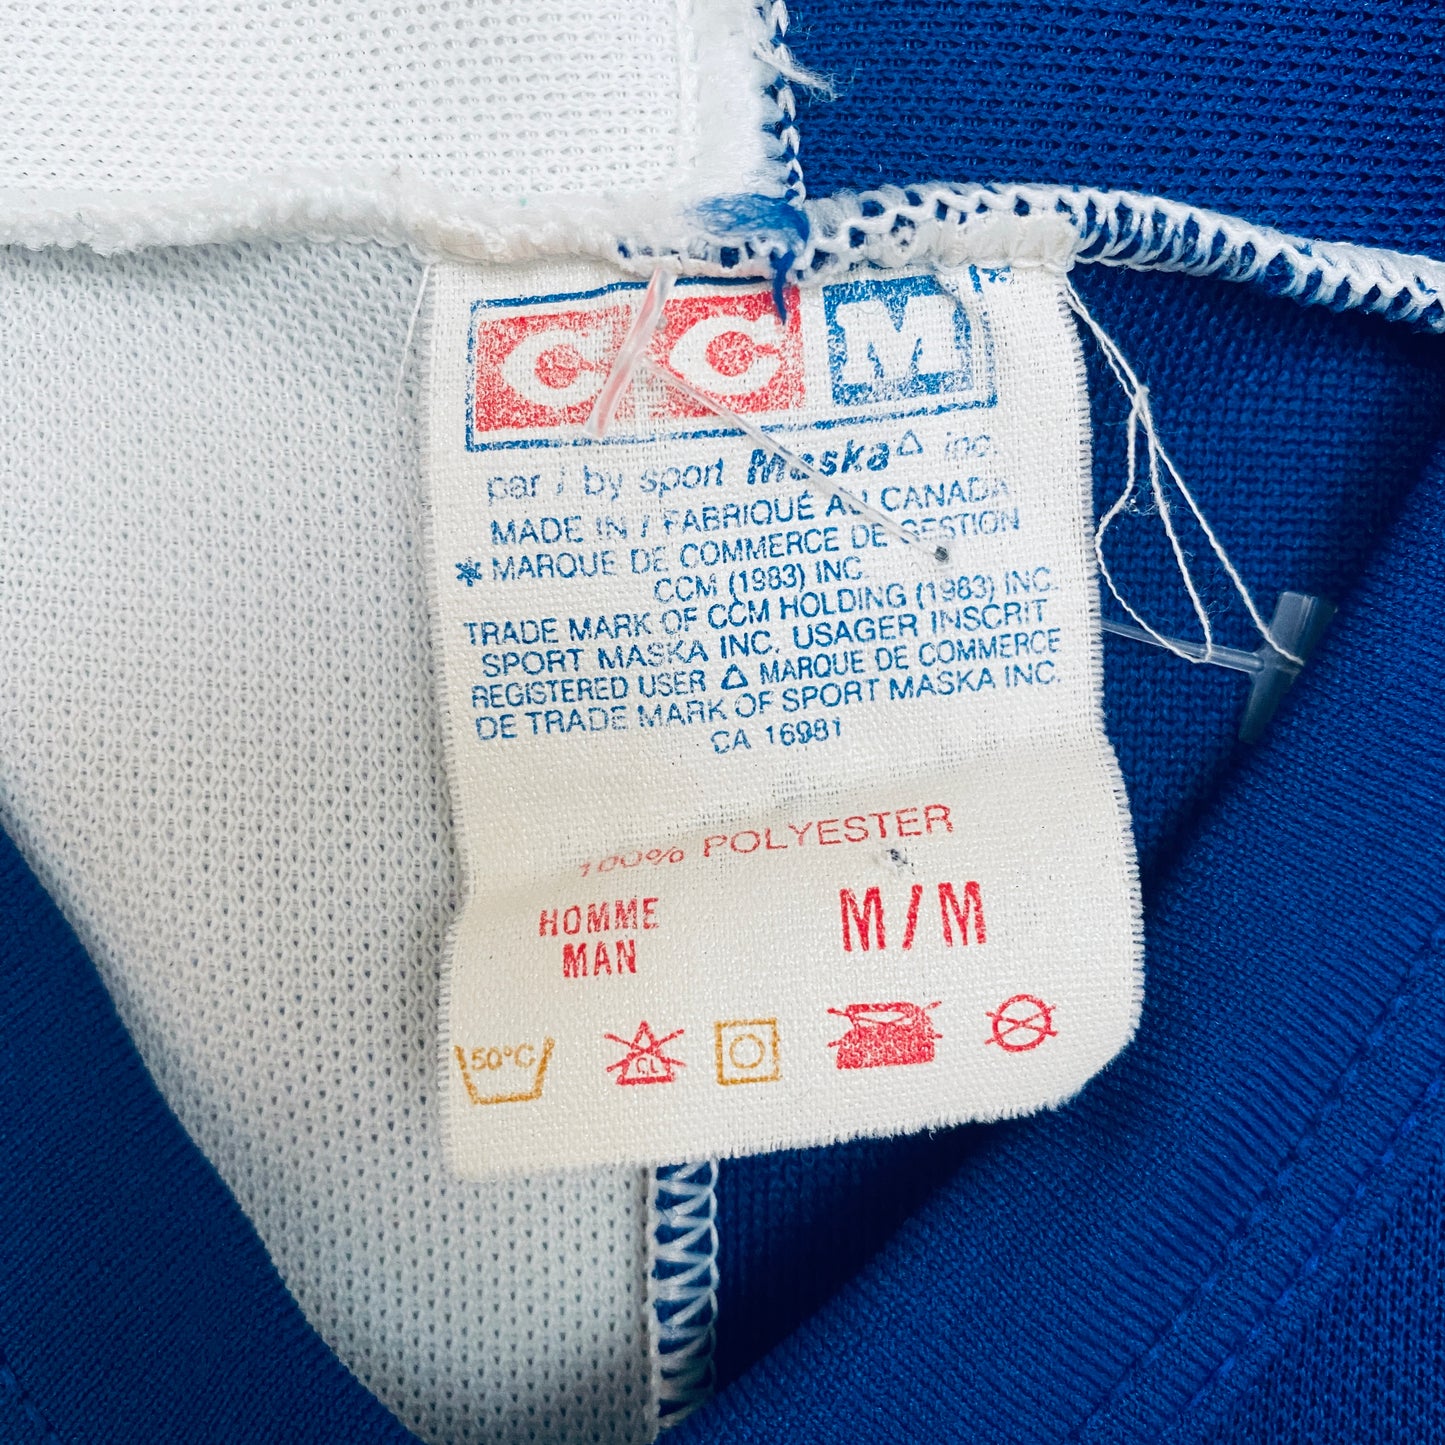 CCM *
par / by sport Maska△ inc.
MADE IN / FABRIQUÉ AU CANADA
* MARQUE DE COMMERCE DE GESTION
CCM (1983) INC.
TRADE MARK OF CCM HOLDING (1983) INC.
SPORT MASKA INC. USAGER INSCRIT
REGISTERED USER △ MARQUE DE COMMERCE
DE TRADE MARK OF SPORT MASKA INC.
CA 16981
100% POLYESTER
HOMME
MAN
M/M
50°C CL